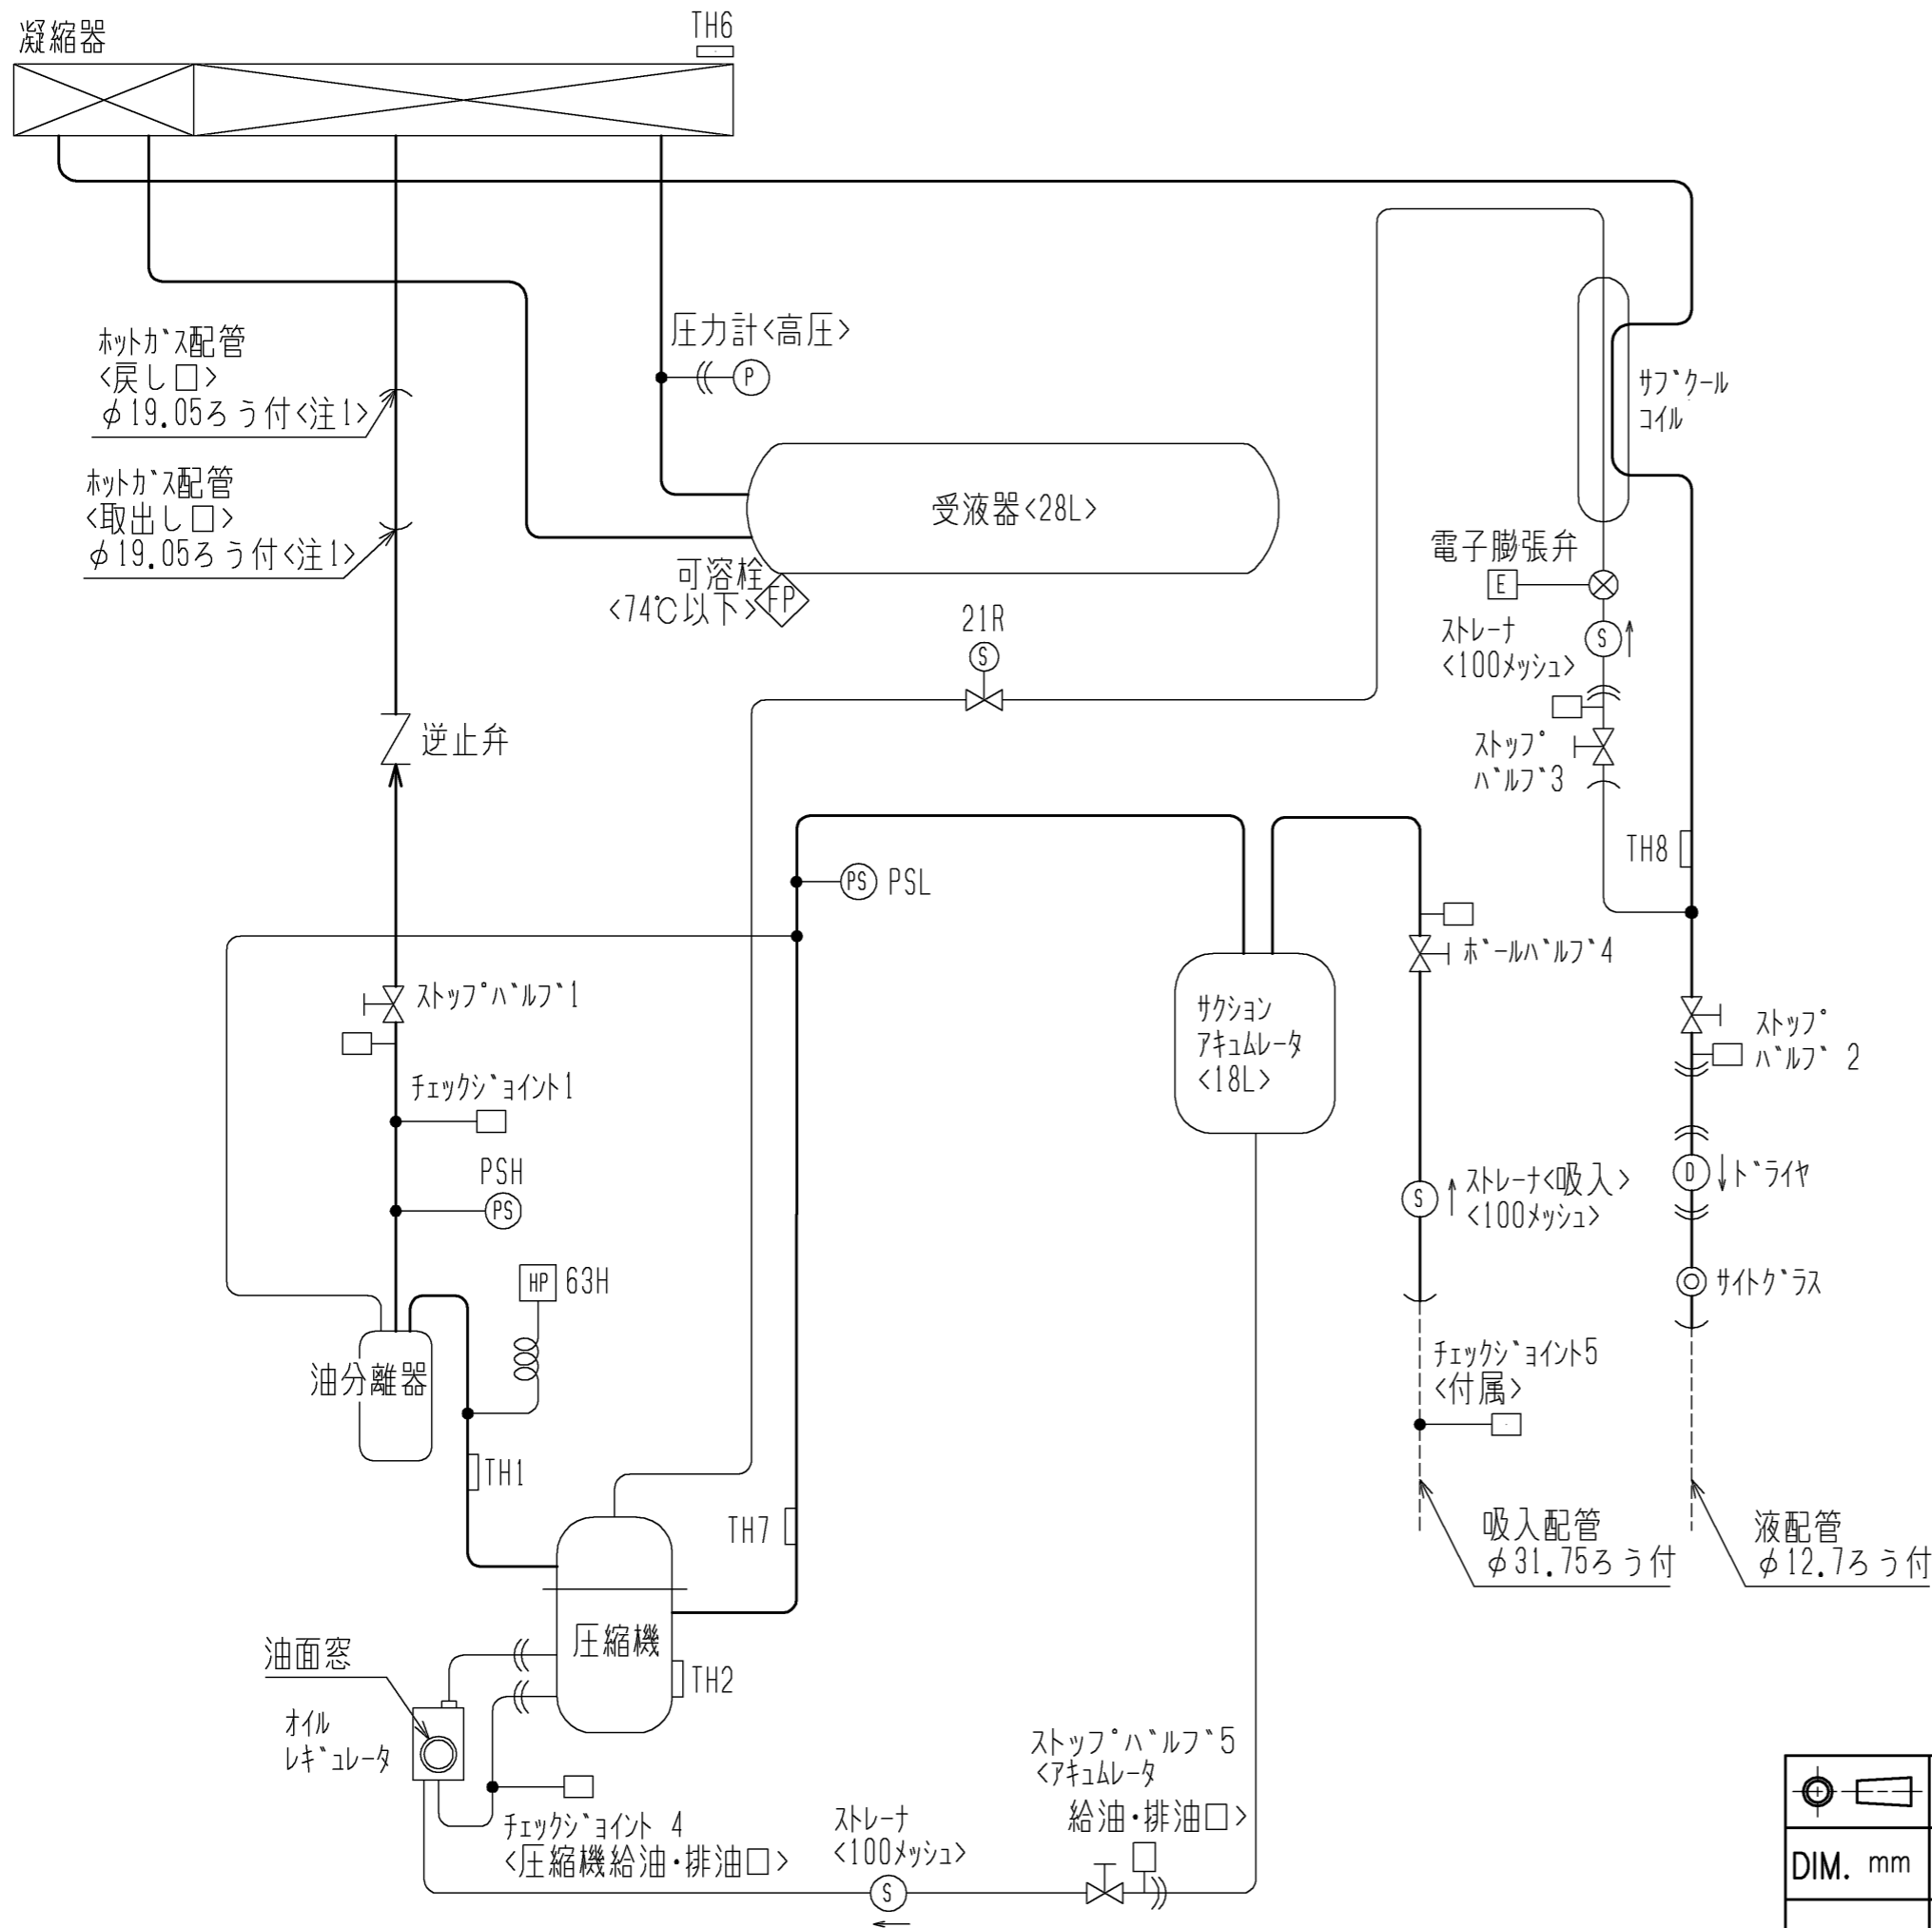 凝縮器
TH6
ホットガス配管
<戻し口>
φ19.05ろう付<注1>
圧力計<高圧>
P
サブクール
コイル
ホットガス配管
<取出し口>
φ19.05ろう付<注1>
受液器<28L>
可溶栓
<74℃以下>
FP
電子膨張弁
E
21R
S
ストレーナ
<100メッシュ>
S
逆止弁
ストップ
バルブ3
TH8
PS PSL
ボールバルブ4
ストップバルブ1
サクション
アキュムレータ
<18L>
ストップ
バルブ 2
チェックジョイント1
PSH
PS
S
ストレーナ<吸入>
<100メッシュ>
D
ドライヤ
HP 63H
サイトグラス
油分離器
チェックジョイント5
<付属>
TH1
TH7
吸入配管
φ31.75ろう付
液配管
φ12.7ろう付
圧縮機
油面窓
TH2
オイル
レギュレータ
ストップバルブ5
<アキュムレータ
給油・排油口>
チェックジョイント 4
<圧縮機給油・排油口>
ストレーナ
<100メッシュ>
S
DIM. mm